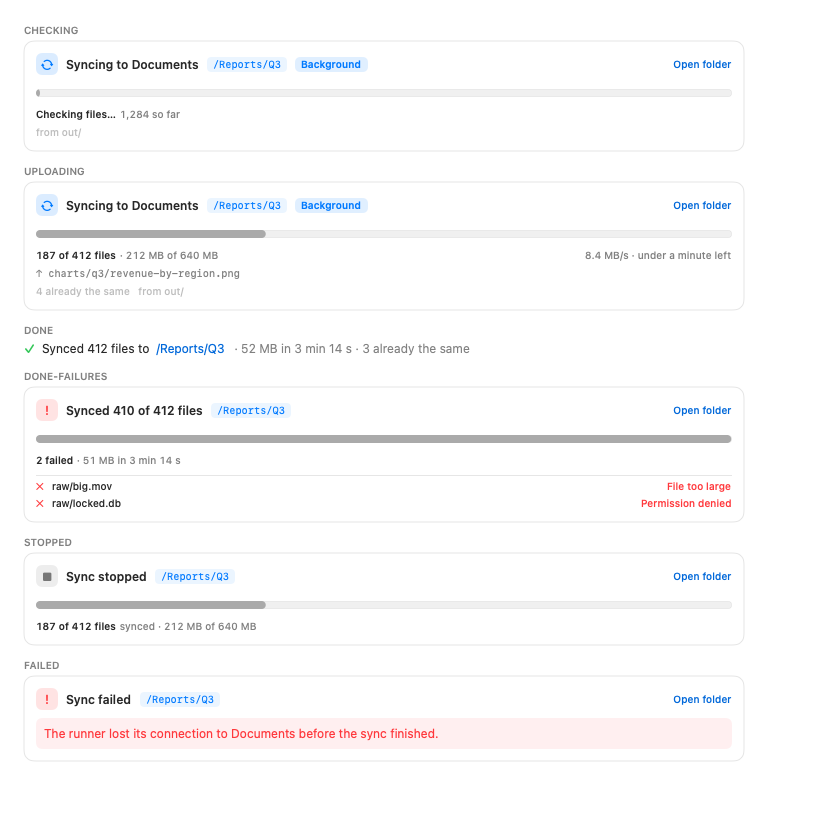 CHECKING
Syncing to Documents /Reports/Q3 Background Open folder
Checking files... 1,284 so far
from out/
UPLOADING
Syncing to Documents /Reports/Q3 Background Open folder
187 of 412 files · 212 MB of 640 MB 8.4 MB/s · under a minute left
↑ charts/q3/revenue-by-region.png
4 already the same from out/
DONE
✓ Synced 412 files to /Reports/Q3 · 52 MB in 3 min 14 s · 3 already the same
DONE-FAILURES
! Synced 410 of 412 files /Reports/Q3 Open folder
2 failed · 51 MB in 3 min 14 s
× raw/big.mov File too large
× raw/locked.db Permission denied
STOPPED
Sync stopped /Reports/Q3 Open folder
187 of 412 files synced · 212 MB of 640 MB
FAILED
! Sync failed /Reports/Q3 Open folder
The runner lost its connection to Documents before the sync finished.